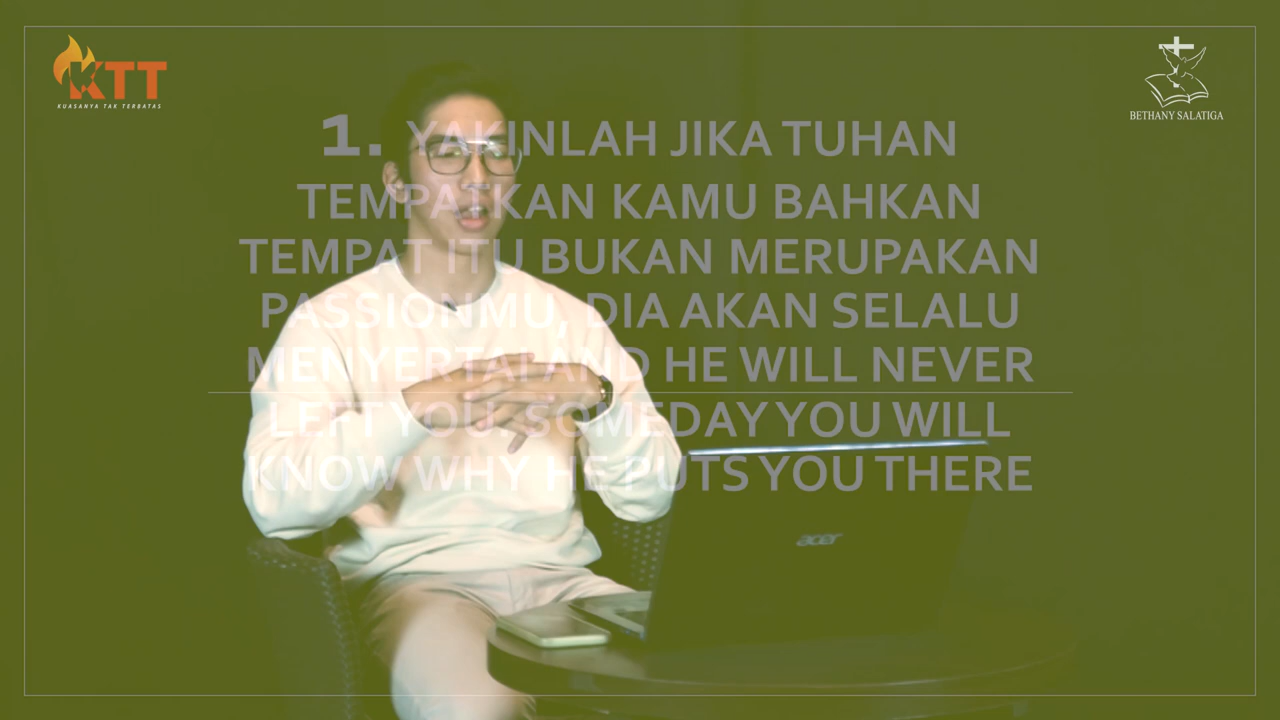 KTT
KUASANYA TAK TERBATAS
BETHANY SALATIGA
1. YAKINLAH JIKA TUHAN
TEMPATKAN KAMU BAHKAN
TEMPAT ITU BUKAN MERUPAKAN
PASSIONMU, DIA AKAN SELALU
MENYERTAI AND HE WILL NEVER
LEFT YOU. SOMEDAY YOU WILL
KNOW WHY HE PUTS YOU THERE
acer